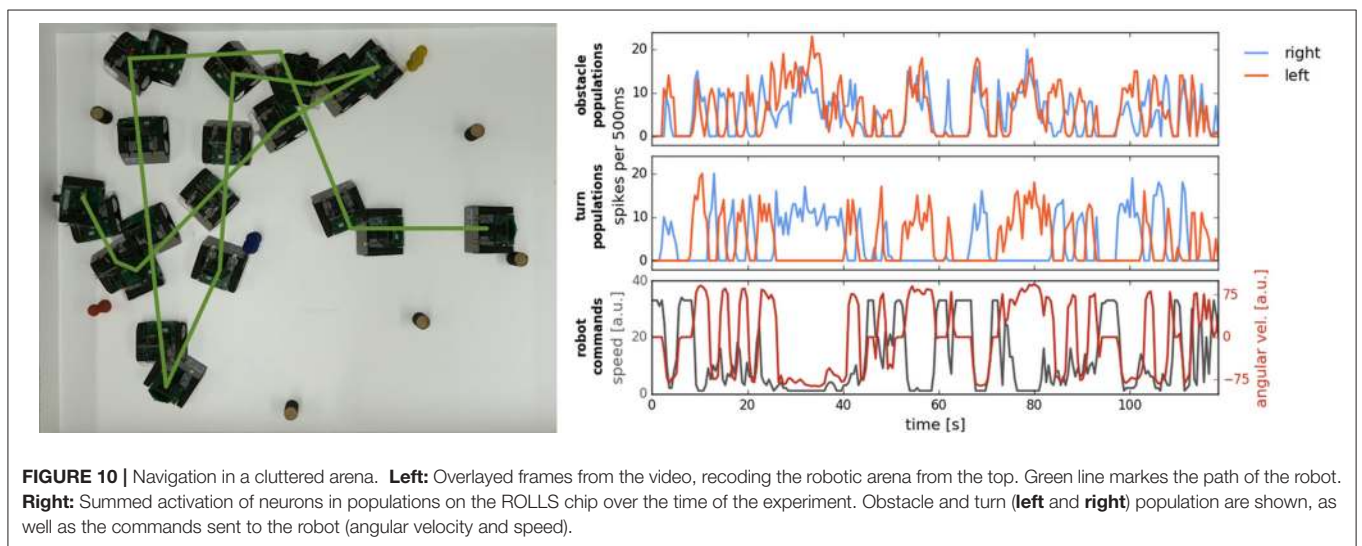 right
left
obstacle
populations
20
10
0
turn
populations
spikes per 500ms
20
10
0
robot
commands
speed [a.u.]
40
20
0
75
0
−75
angular vel. [a.u.]
0 20 40 60 80 100
time [s]
FIGURE 10 | Navigation in a cluttered arena. Left: Overlayed frames from the video, recoding the robotic arena from the top. Green line markes the path of the robot.
Right: Summed activation of neurons in populations on the ROLLS chip over the time of the experiment. Obstacle and turn (left and right) population are shown, as
well as the commands sent to the robot (angular velocity and speed).